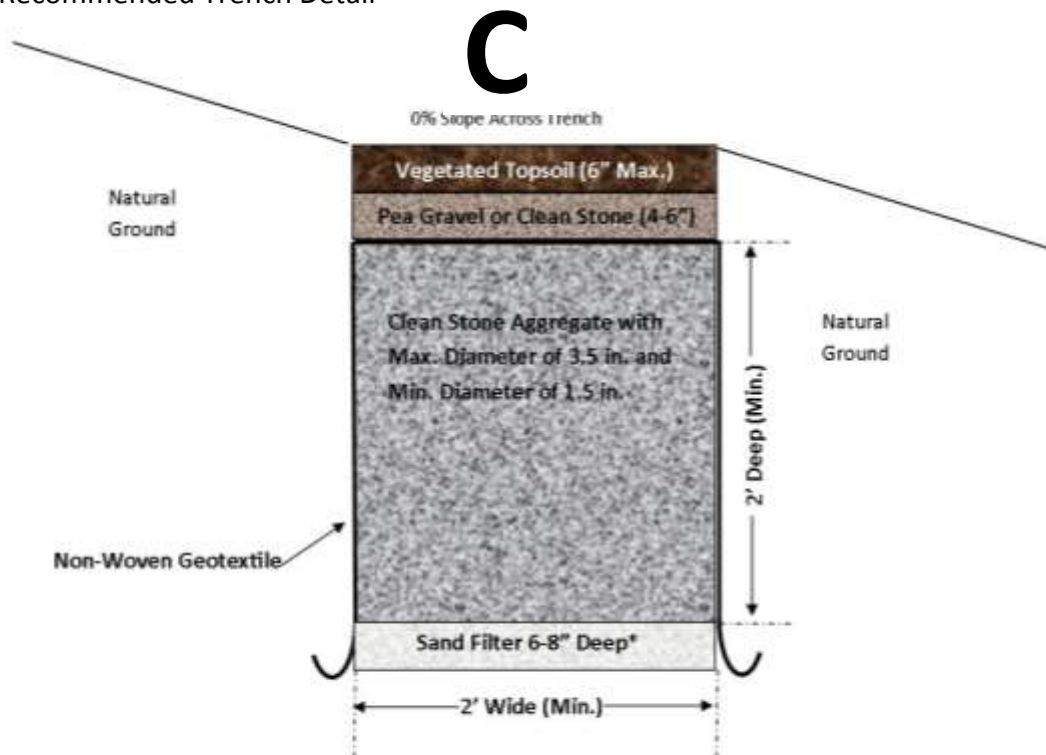 Recommended Trench Detail
C
0% Slope Across Trench
Vegetated Topsoil (6” Max.)
Pea Gravel or Clean Stone (4-6”)
Natural
Ground
Clean Stone Aggregate with
Max. Diameter of 3.5 in. and
Min. Diameter of 1.5 in.
Natural
Ground
2’ Deep (Min.)
Non-Woven Geotextile
Sand Filter 6-8” Deep*
2’ Wide (Min.)